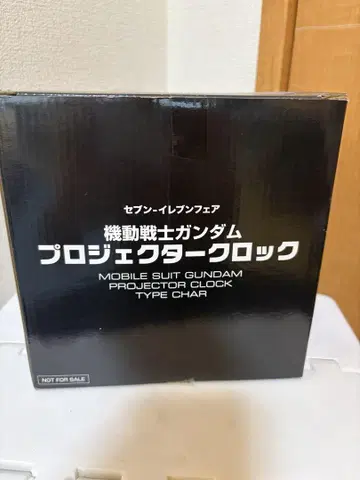 セブン-イレブンフェア
機動戦士ガンダム
プロジェクタークロック
MOBILE SUIT GUNDAM
PROJECTOR CLOCK
TYPE CHAR
NOT FOR SALE